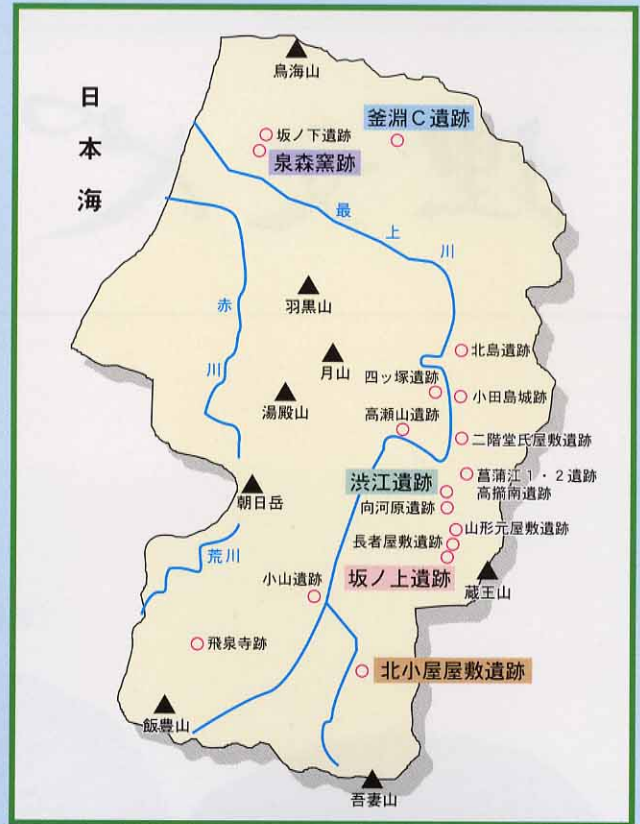 鳥海山
日本海
釜淵C遺跡
坂ノ下遺跡
泉森窯跡
最上川
赤川
羽黒山
北島遺跡
月山
四ッ塚遺跡
湯殿山
小田島城跡
高瀬山遺跡
二階堂氏屋敷遺跡
菖蒲江1・2遺跡
渋江遺跡
高擶南遺跡
朝日岳
向河原遺跡
山形元屋敷遺跡
長者屋敷遺跡
荒川
坂ノ上遺跡
蔵王山
小山遺跡
飛泉寺跡
北小屋屋敷遺跡
飯豊山
吾妻山